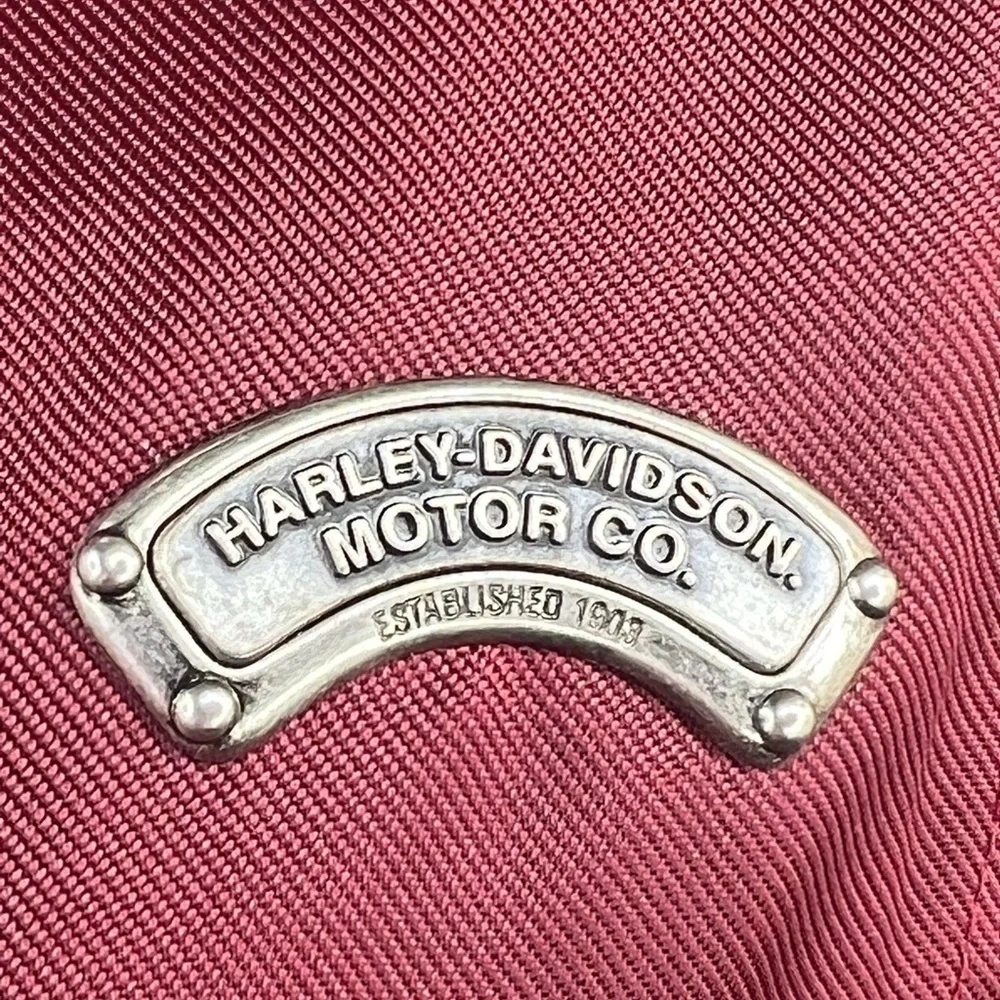 HARLEY-DAVIDSON.
MOTOR CO.
ESTABLISHED 1903